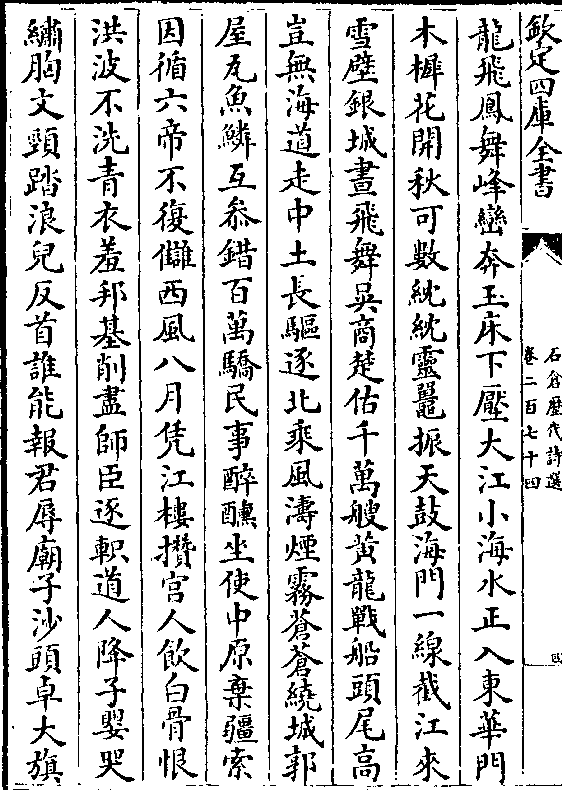 欽定四庫全書
石倉歷代詩選
卷二百七十四
四
龍飛鳳舞峰巒奔玉床下壓大江小海水正入東華門
木樨花開秋可數紞紞靈鼉振天鼓海門一線截江來
雪壁銀城晝飛舞吳商楚估千萬艘黃龍戰船頭尾高
豈無海道走中土長驅逐北乘風濤煙霧蒼蒼繞城郭
屋瓦魚鱗互叅錯百萬驕民事醉醺坐使中原棄疆索
因循六帝不復讎西風八月凭江樓攢宫人飲白骨恨
洪波不洗青衣羞邦基削盡師臣逐軹道人降子嬰哭
繡胸文頸踏浪兒反首誰能報君辱廟子沙頭卓大旗